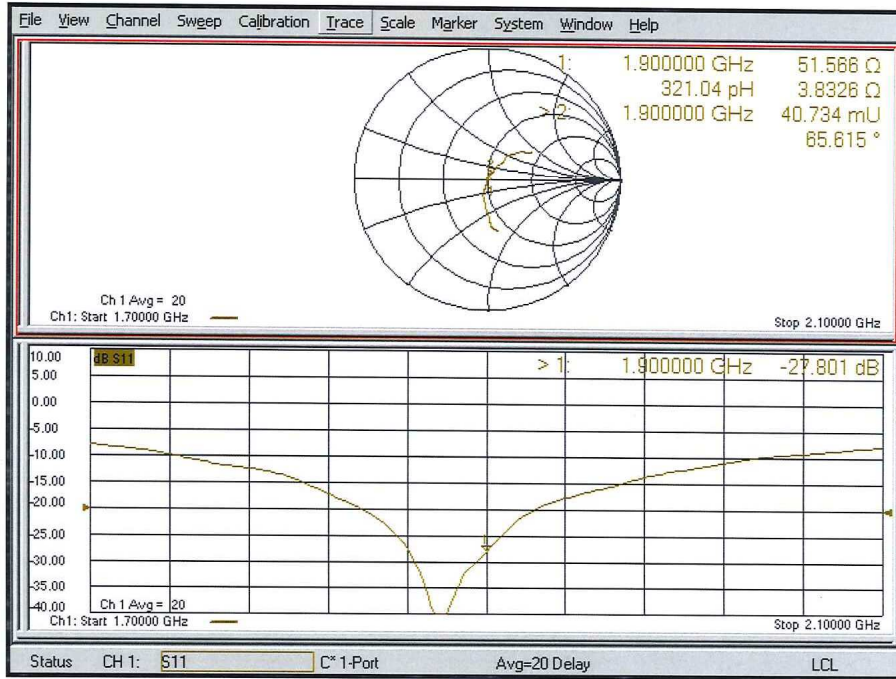 File View Channel Sweep Calibration Trace Scale Marker System Window Help
1: 1.900000 GHz 51.566 Ω
321.04 pH 3.8326 Ω
> 2: 1.900000 GHz 40.734 mU
65.615 °
Ch 1 Avg = 20
Ch1: Start 1.70000 GHz
Stop 2.10000 GHz
10.00
dB S11
> 1: 1.900000 GHz -27.801 dB
5.00
0.00
-5.00
-10.00
-15.00
-20.00
-25.00
-30.00
-35.00
-40.00
Ch 1 Avg = 20
Ch1: Start 1.70000 GHz
Stop 2.10000 GHz
Status CH 1: S11 C* 1-Port Avg=20 Delay LCL